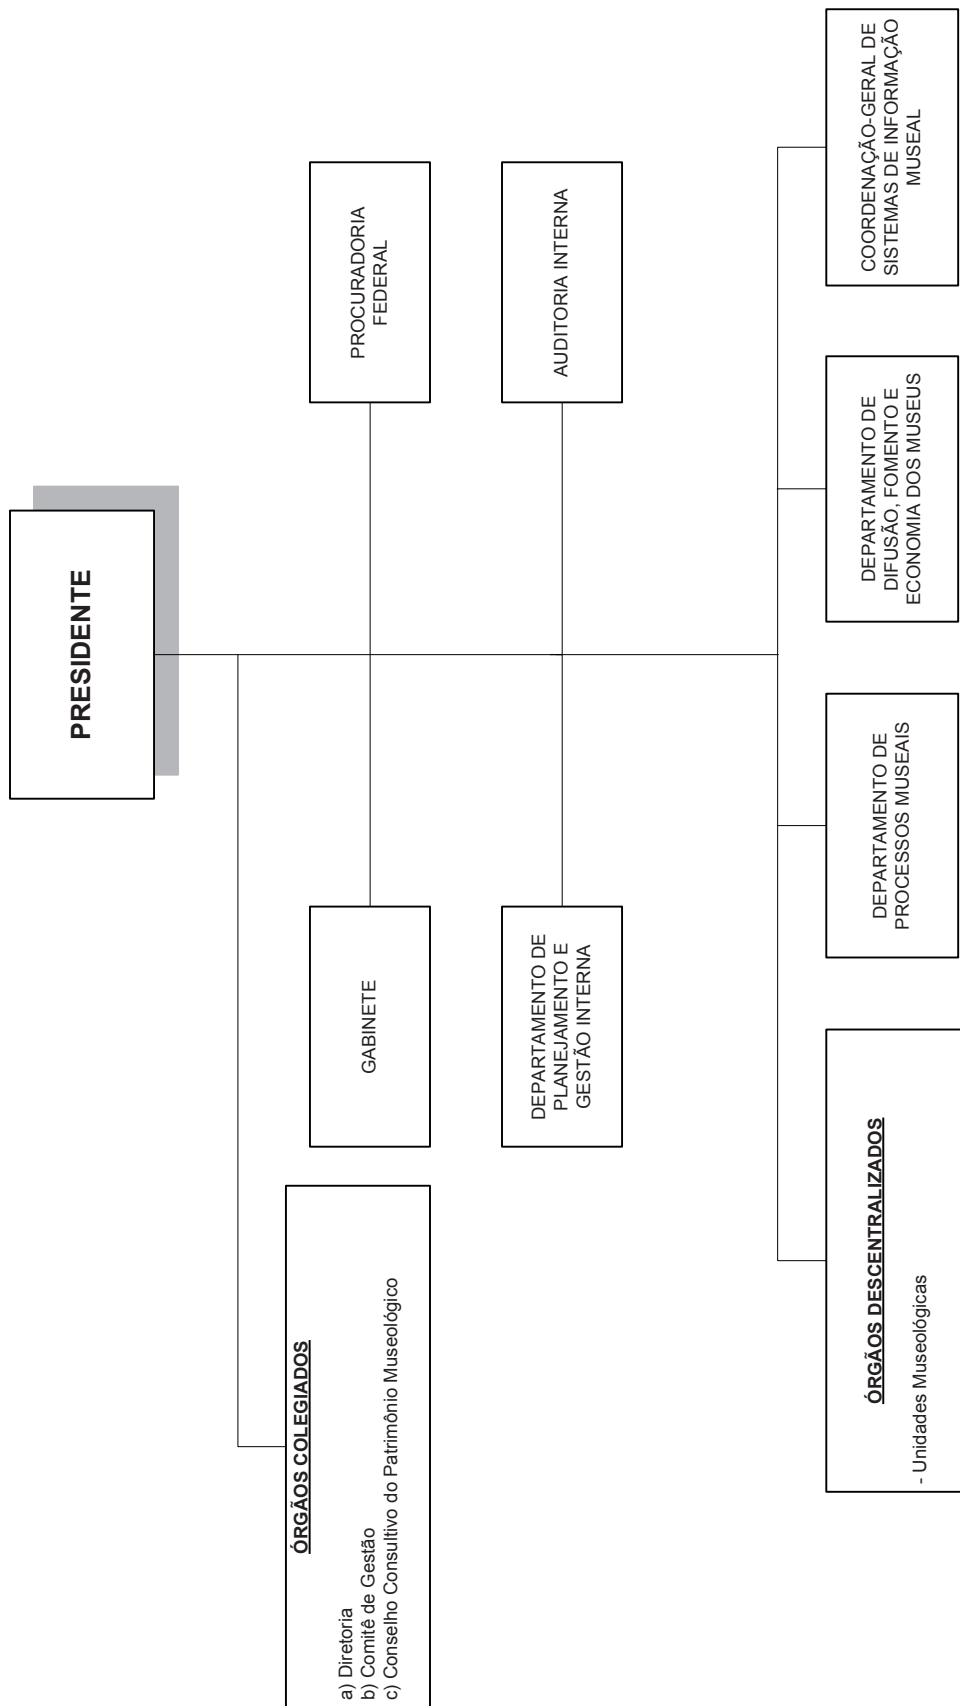 PRESIDENTE
ÓRGÃOS COLEGIADOS
a) Diretoria
b) Comitê de Gestão
c) Conselho Consultivo do Patrimônio Museológico
GABINETE
PROCURADORIA
FEDERAL
DEPARTAMENTO DE
PLANEJAMENTO E
GESTÃO INTERNA
AUDITORIA INTERNA
ÓRGÃOS DESCENTRALIZADOS
- Unidades Museológicas
DEPARTAMENTO DE
PROCESSOS MUSEAIS
DEPARTAMENTO DE
DIFUSÃO, FOMENTO E
ECONOMIA DOS MUSEUS
COORDENAÇÃO-GERAL DE
SISTEMAS DE INFORMAÇÃO
MUSEAL